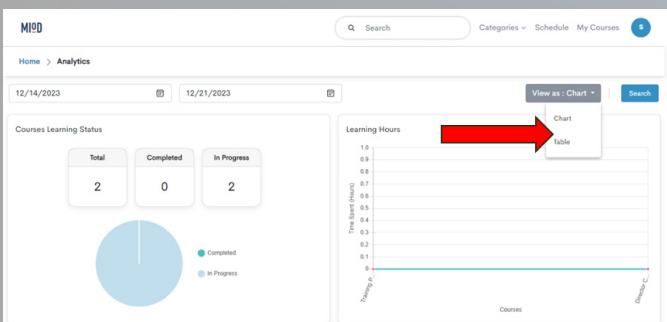 MIoD
Search
Categories Schedule My Courses S
Home > Analytics
12/14/2023 12/21/2023 View as : Chart Search
Chart
Table
Courses Learning Status
Total Completed In Progress
2 0 2
Completed
In Progress
Learning Hours
1.0
0.9
0.8
0.7
0.6
0.5
0.4
0.3
0.2
0.1
0
Time Spent (Hours)
Training P...
Director C...
Courses